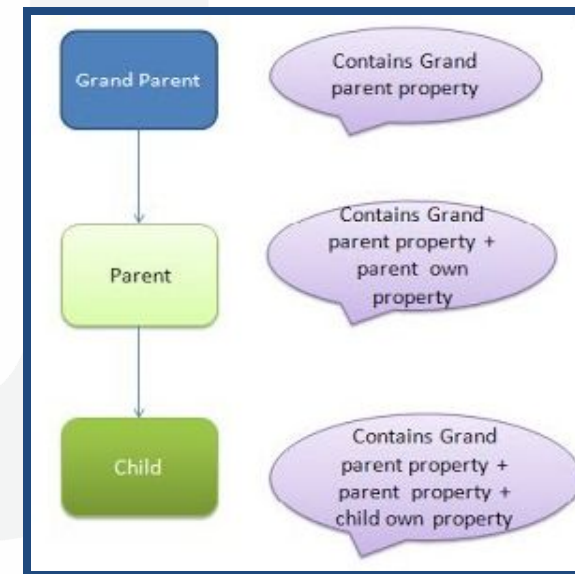 Grand Parent
Contains Grand
parent property
Parent
Contains Grand
parent property +
parent own
property
Child
Contains Grand
parent property +
parent property +
child own property